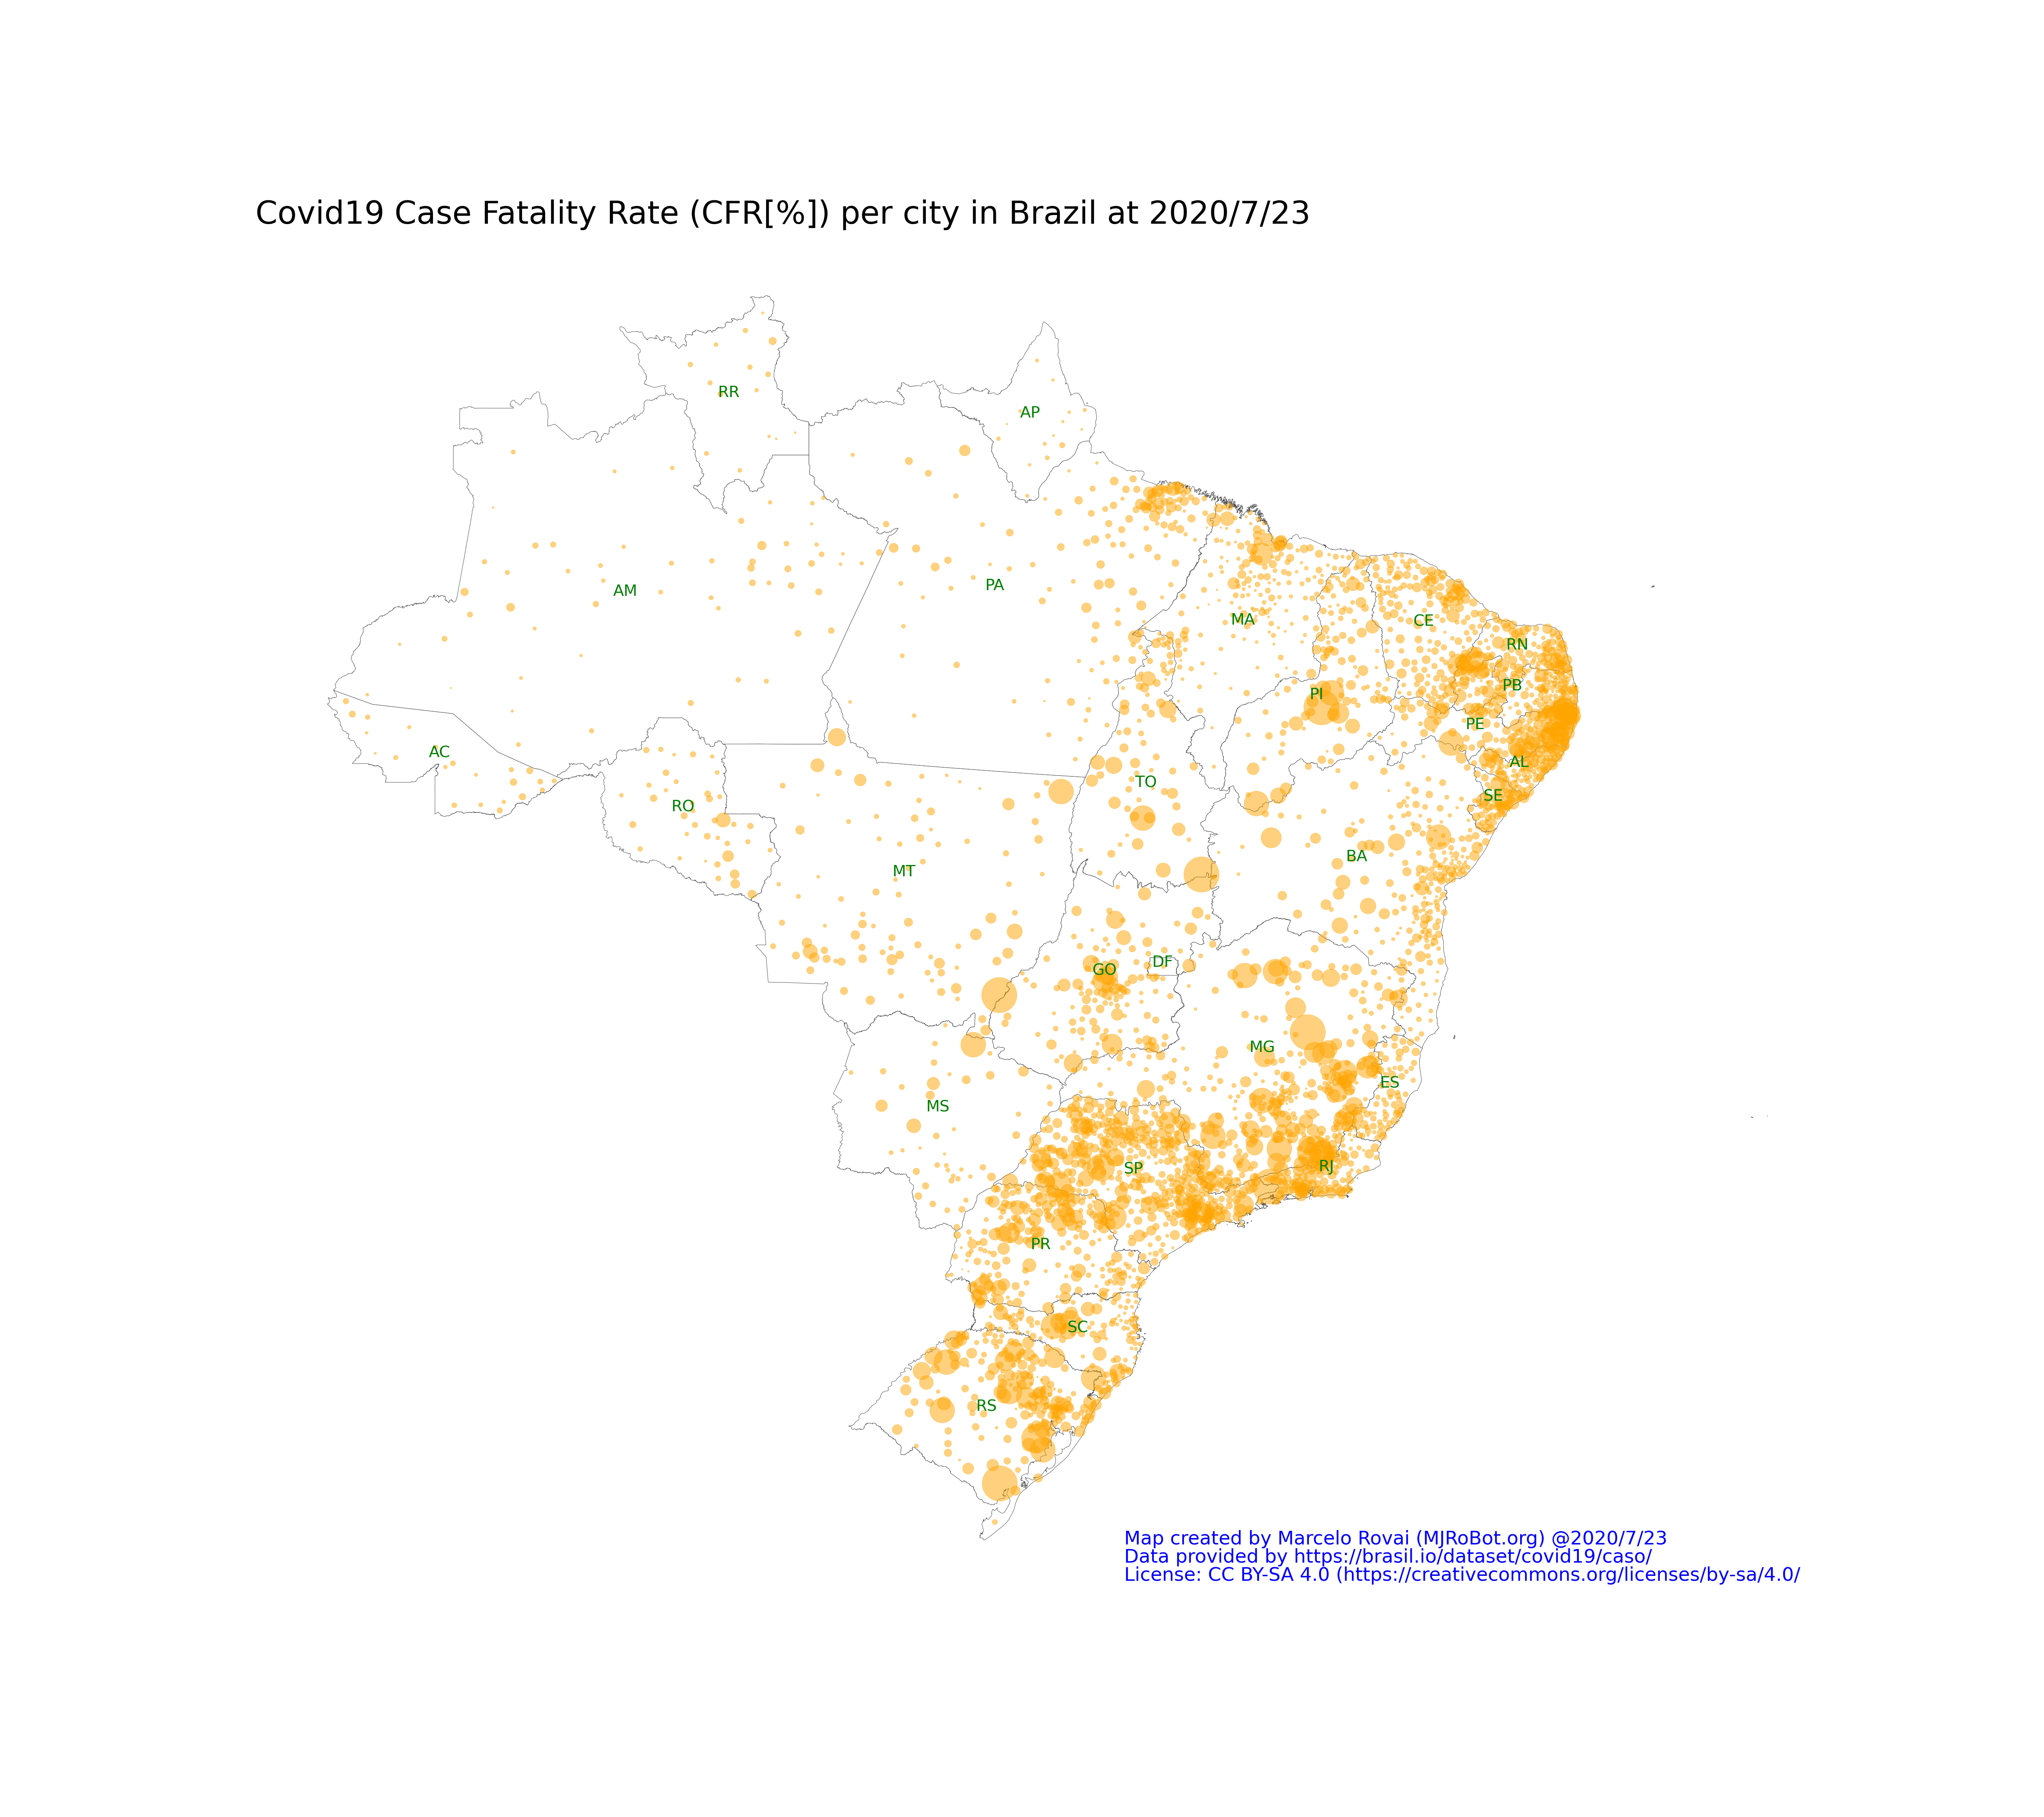 Covid19 Case Fatality Rate (CFR[%]) per city in Brazil at 2020/7/23
RR
AP
AM
PA
MA
CE
RN
PB
PI
PE
AC
AL
TO
SE
RO
BA
MT
DF
GO
MG
ES
MS
RJ
SP
PR
SC
RS
Map created by Marcelo Rovai (MJRoBot.org) @2020/7/23
Data provided by https://brasil.io/dataset/covid19/caso/
License: CC BY-SA 4.0 (https://creativecommons.org/licenses/by-sa/4.0/